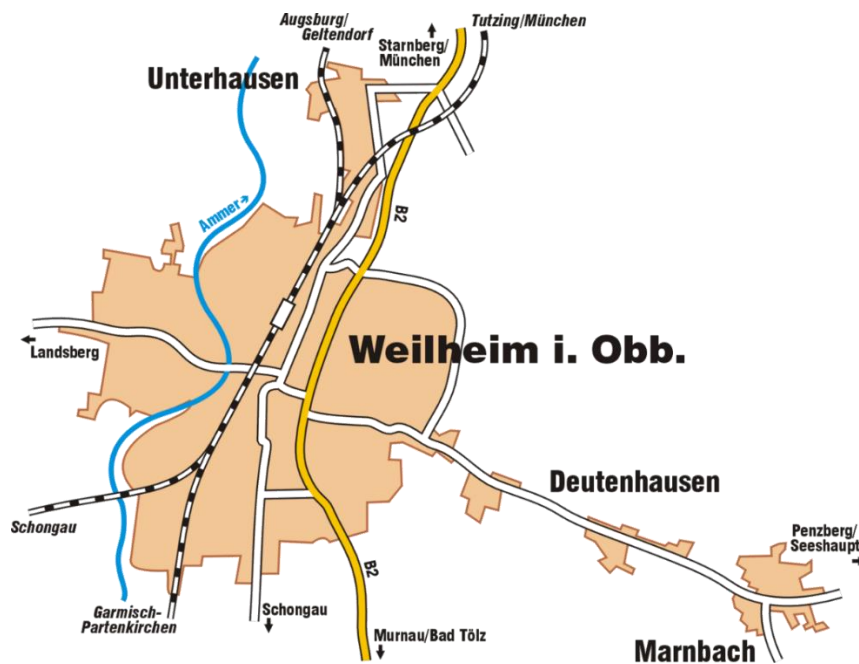 Augsburg/
Geltendorf
Tutzing/München
Starnberg/
München
Unterhausen
Ammer
B2
Landsberg
Weilheim i. Obb.
Deutenhausen
Schongau
Penzberg/
Seeshaupt
B2
Garmisch-
Partenkirchen
Schongau
Murnau/Bad Tölz
Marnbach